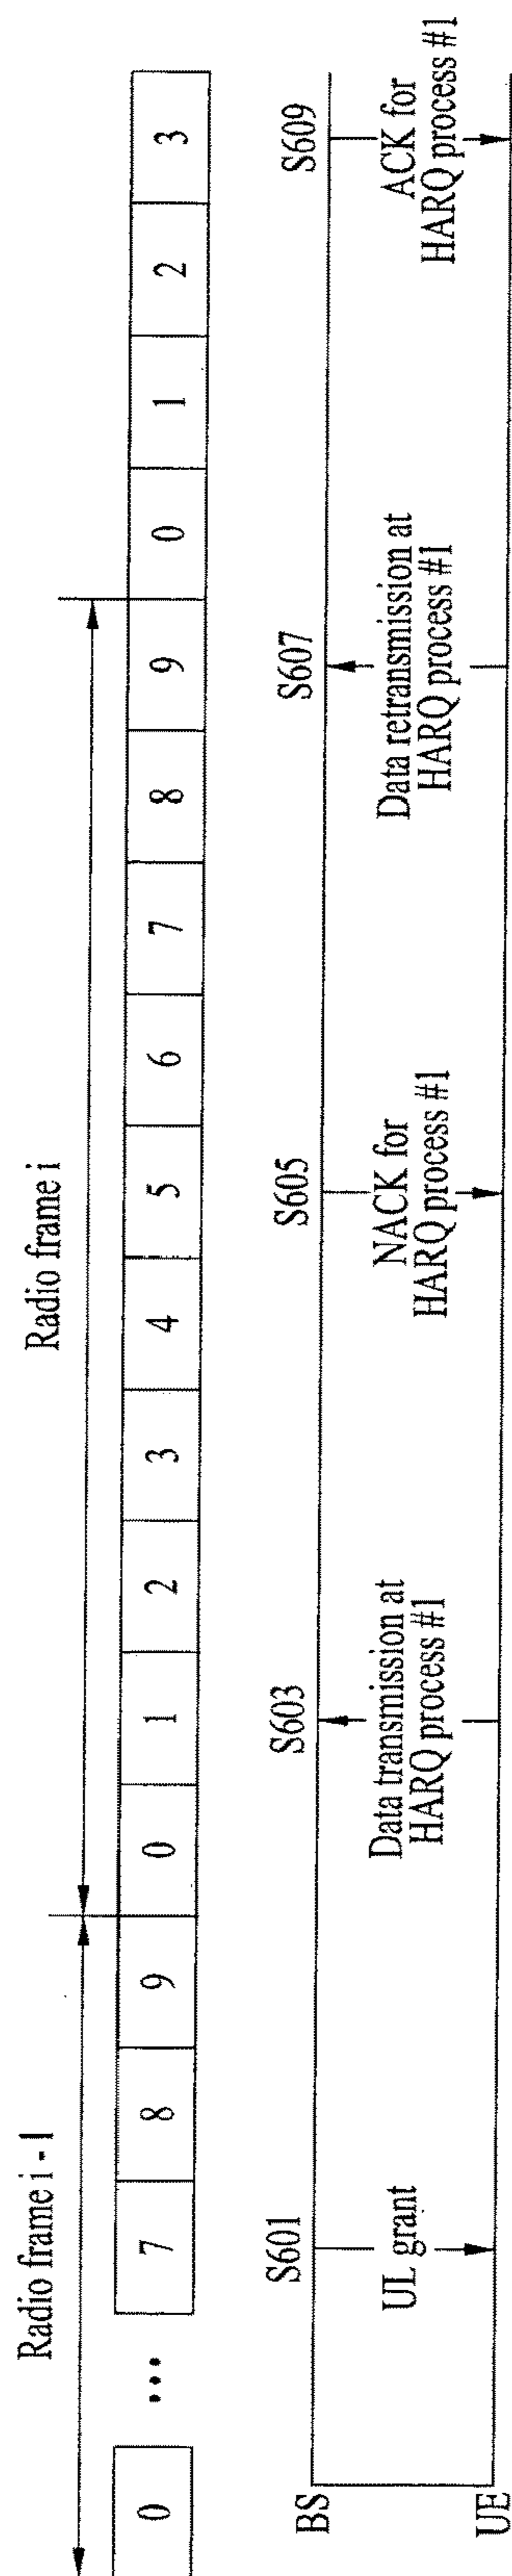 Radio frame i - 1
Radio frame i
0 ... 7 8 9 0 1 2 3 4 5 6 7 8 9 0 1 2 3
S601
S603
S605
S607
S609
BS
UE
UL grant
Data transmission at
HARQ process #1
NACK for
HARQ process #1
Data retransmission at
HARQ process #1
ACK for
HARQ process #1